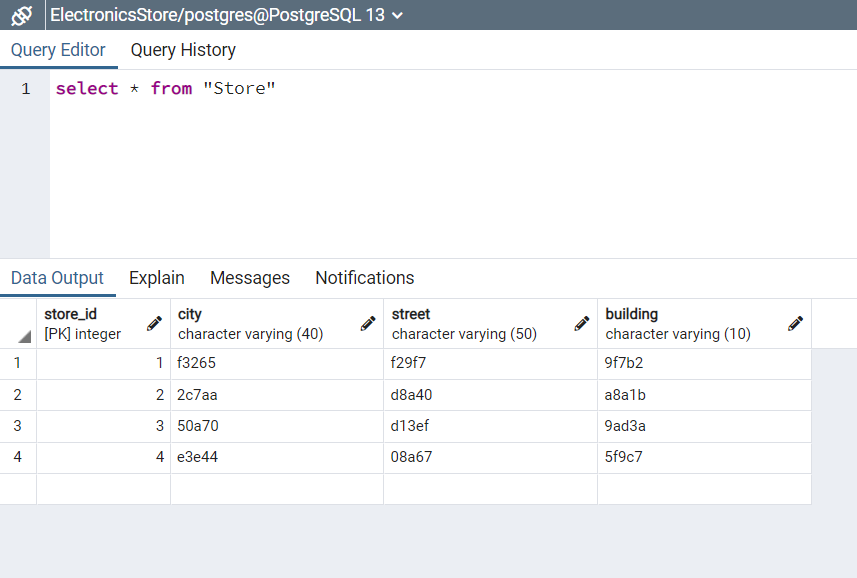 ElectronicsStore/postgres@PostgreSQL 13
Query Editor Query History
1 select * from "Store"
Data Output Explain Messages Notifications
store_id city street building
[PK] integer character varying (40) character varying (50) character varying (10)
1 1 f3265 f29f7 9f7b2
2 2 2c7aa d8a40 a8a1b
3 3 50a70 d13ef 9ad3a
4 4 e3e44 08a67 5f9c7